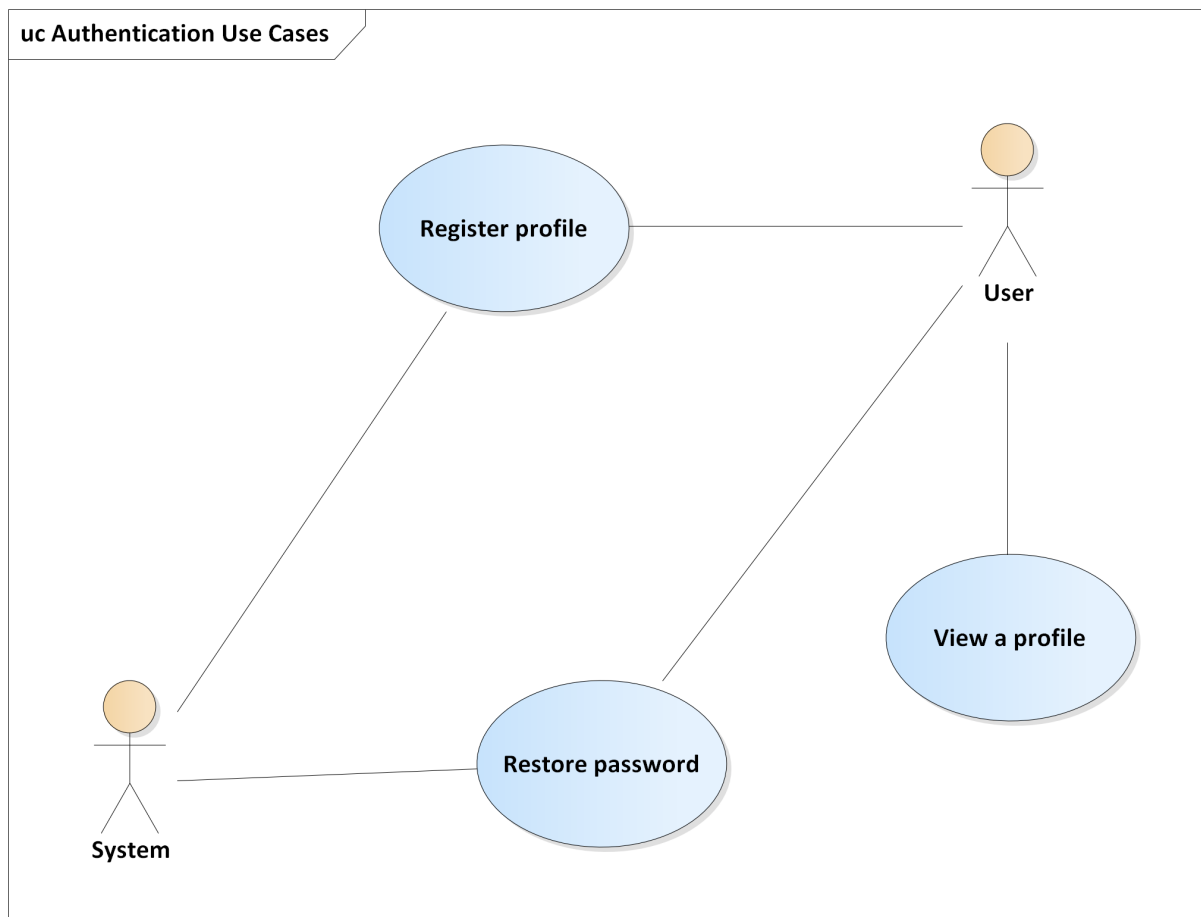 uc Authentication Use Cases
Register profile
User
View a profile
Restore password
System